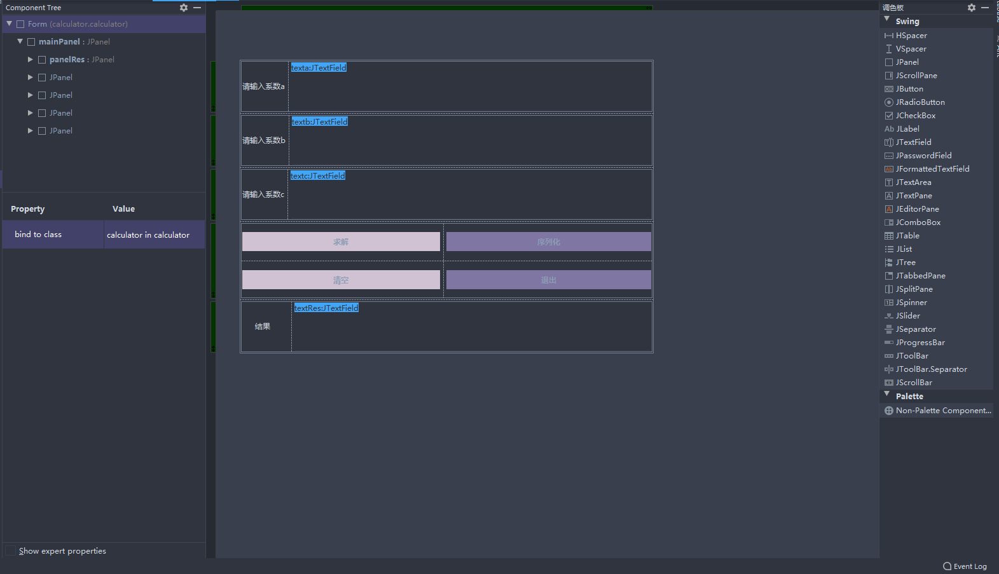 Component Tree
Form (calculator.calculator)
mainPanel : JPanel
panelRes : JPanel
JPanel
JPanel
JPanel
JPanel
Property Value
bind to class calculator in calculator
Show expert properties
请输入系数a
texta:JTextField
请输入系数b
textb:JTextField
请输入系数c
textc:JTextField
求解 序列化
清空 退出
结果
textRes:JTextField
调色板
Swing
HSpacer
VSpacer
JPanel
JScrollPane
JButton
JRadioButton
JCheckBox
JLabel
JTextField
JPasswordField
JFormattedTextField
JTextArea
JTextPane
JEditorPane
JComboBox
JTable
JList
JTree
JTabbedPane
JSplitPane
JSpinner
JSlider
JSeparator
JProgressBar
JToolBar
JToolBar.Separator
JScrollBar
Palette
Non-Palette Component...
Event Log